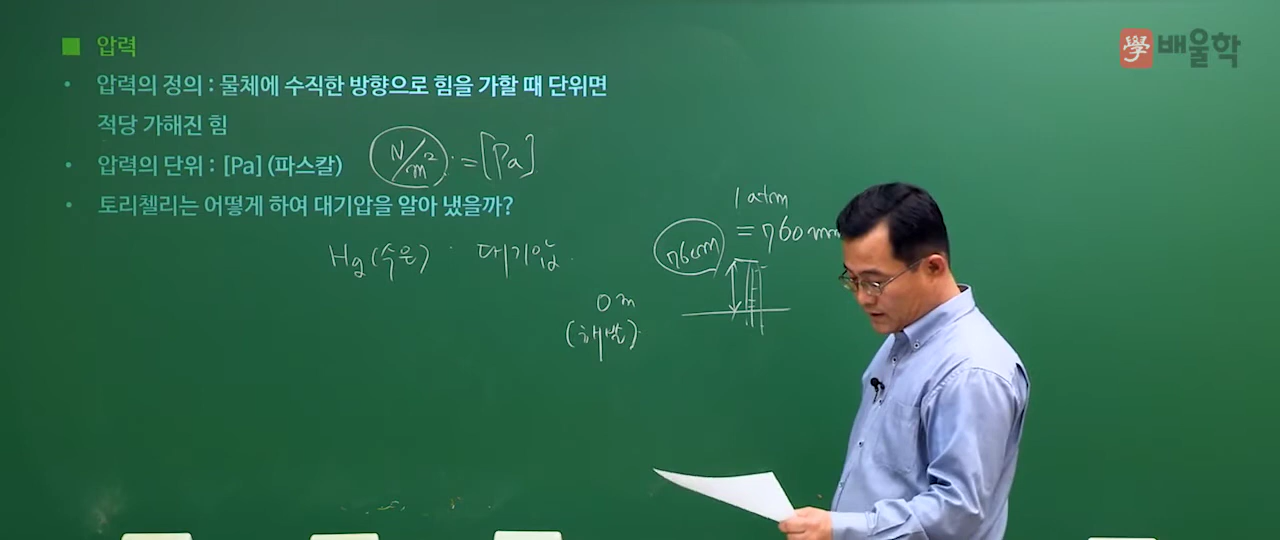 學 배울학
■ 압력
• 압력의 정의 : 물체에 수직한 방향으로 힘을 가할 때 단위면
적당 가해진 힘
N/m² = [Pa]
• 압력의 단위 : [Pa] (파스칼)
• 토리첼리는 어떻게 하여 대기압을 알아 냈을까?
1 atm
76cm = 760mm
Hg (수은) 대기압
0 m
(해발)